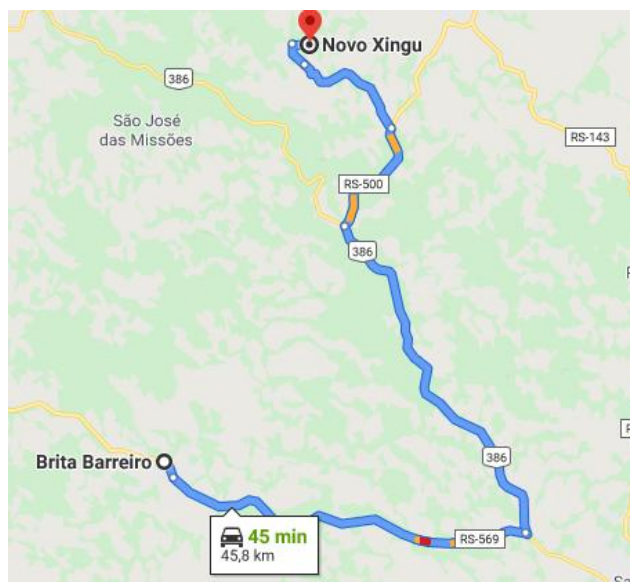 Novo Xingu
386
São José
das Missões
RS-143
RS-500
386
386
Brita Barreiro
45 min
45,8 km
RS-569